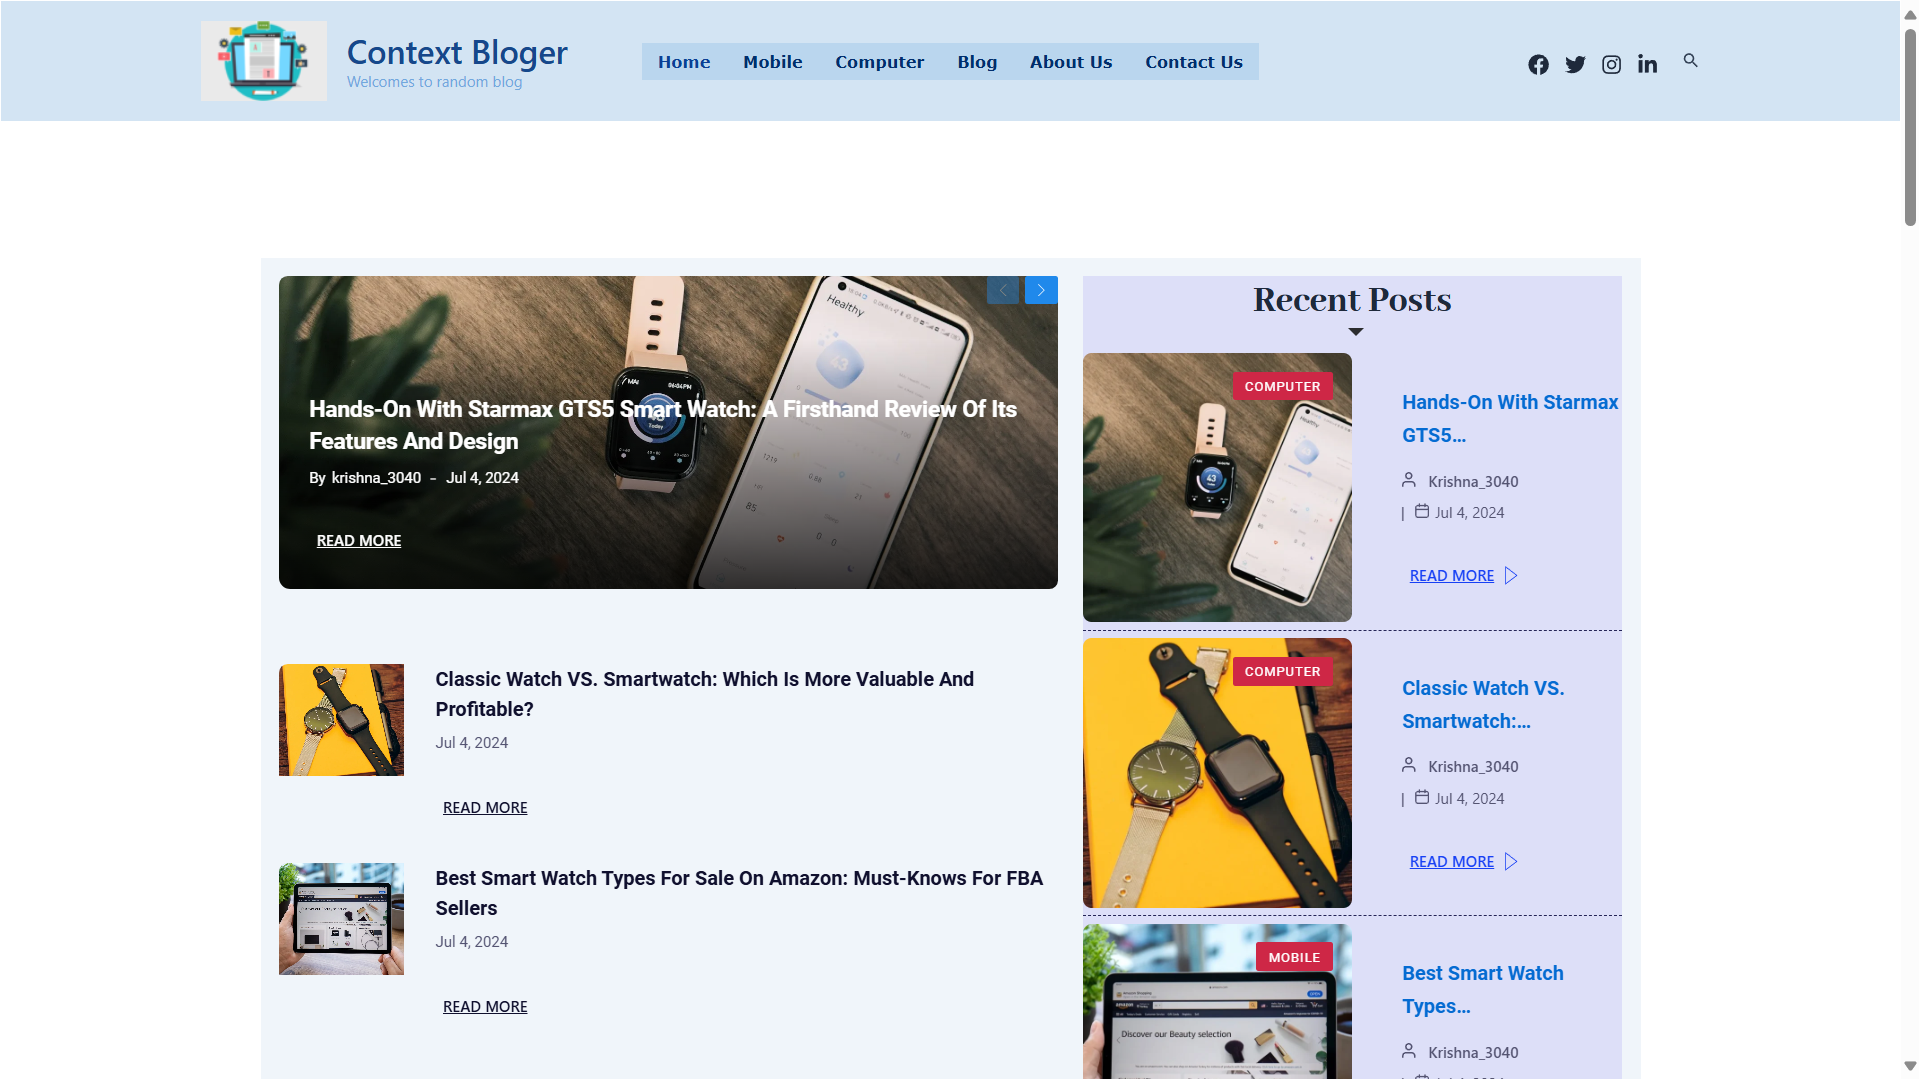 Context Bloger
Welcomes to random blog
Home
Mobile
Computer
Blog
About Us
Contact Us
Healthy
Hands-On With Starmax GTS5 Smart Watch: A Firsthand Review Of Its
Features And Design
By krishna_3040 - Jul 4, 2024
READ MORE
Classic Watch VS. Smartwatch: Which Is More Valuable And
Profitable?
Jul 4, 2024
READ MORE
Best Smart Watch Types For Sale On Amazon: Must-Knows For FBA
Sellers
Jul 4, 2024
READ MORE
Recent Posts
COMPUTER
Hands-On With Starmax
GTS5...
Krishna_3040
| Jul 4, 2024
READ MORE
COMPUTER
Classic Watch VS.
Smartwatch:...
Krishna_3040
| Jul 4, 2024
READ MORE
MOBILE
Discover our Beauty selection
Best Smart Watch
Types...
Krishna_3040